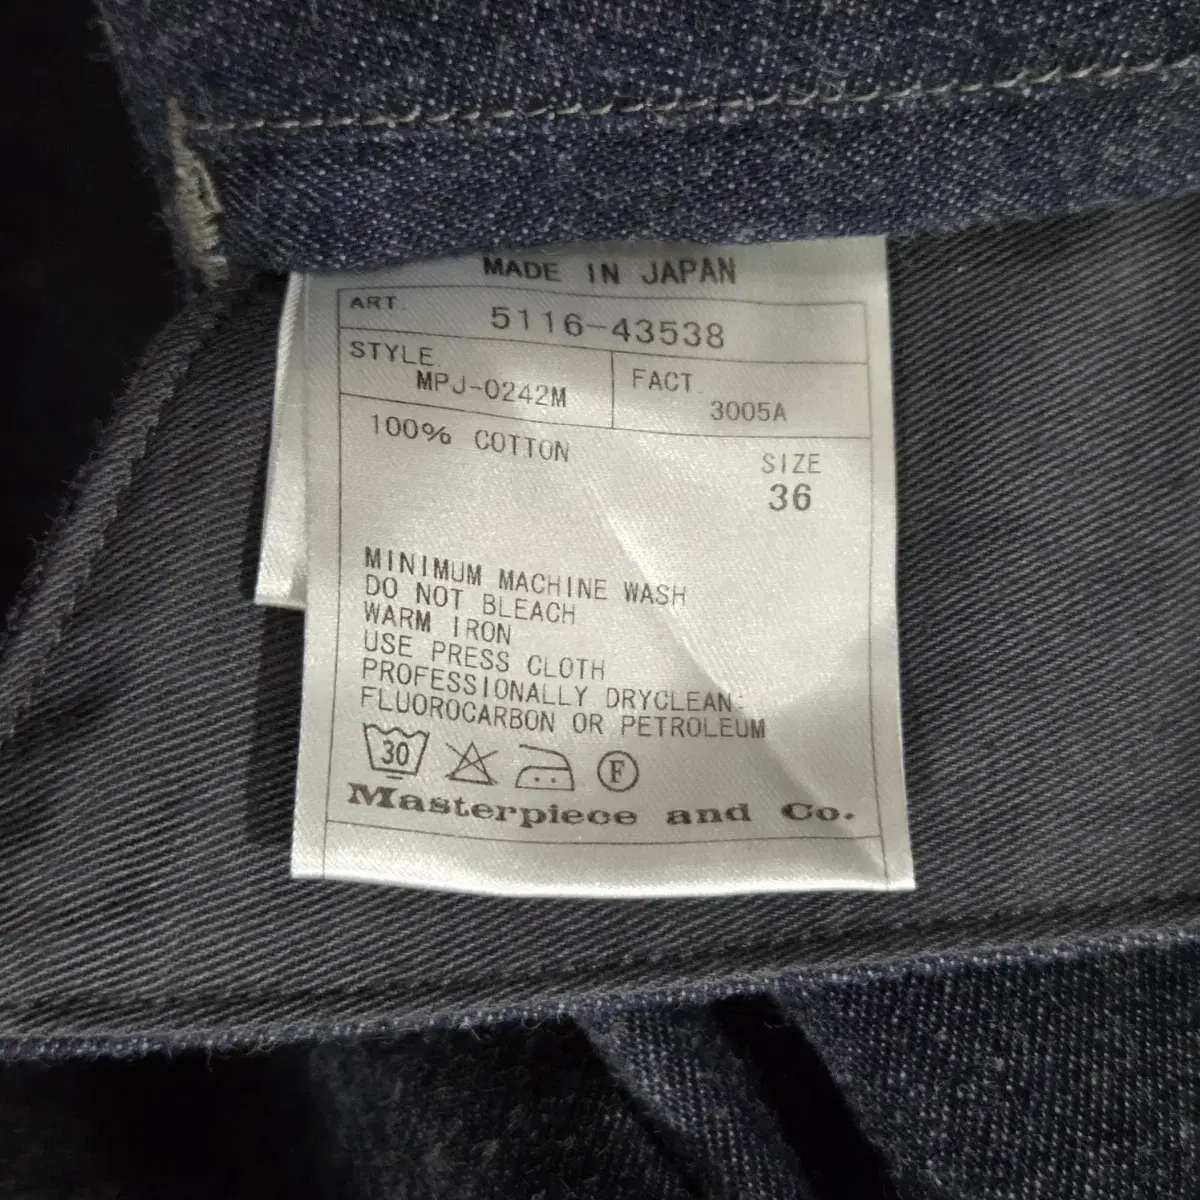 MADE IN JAPAN
ART. 5116-43538
STYLE. MPJ-0242M
FACT. 3005A
100% COTTON
SIZE
36
MINIMUM MACHINE WASH
DO NOT BLEACH
WARM IRON
USE PRESS CLOTH
PROFESSIONALLY DRYCLEAN-
FLUOROCARBON OR PETROLEUM
30 F
Masterpiece and Co.